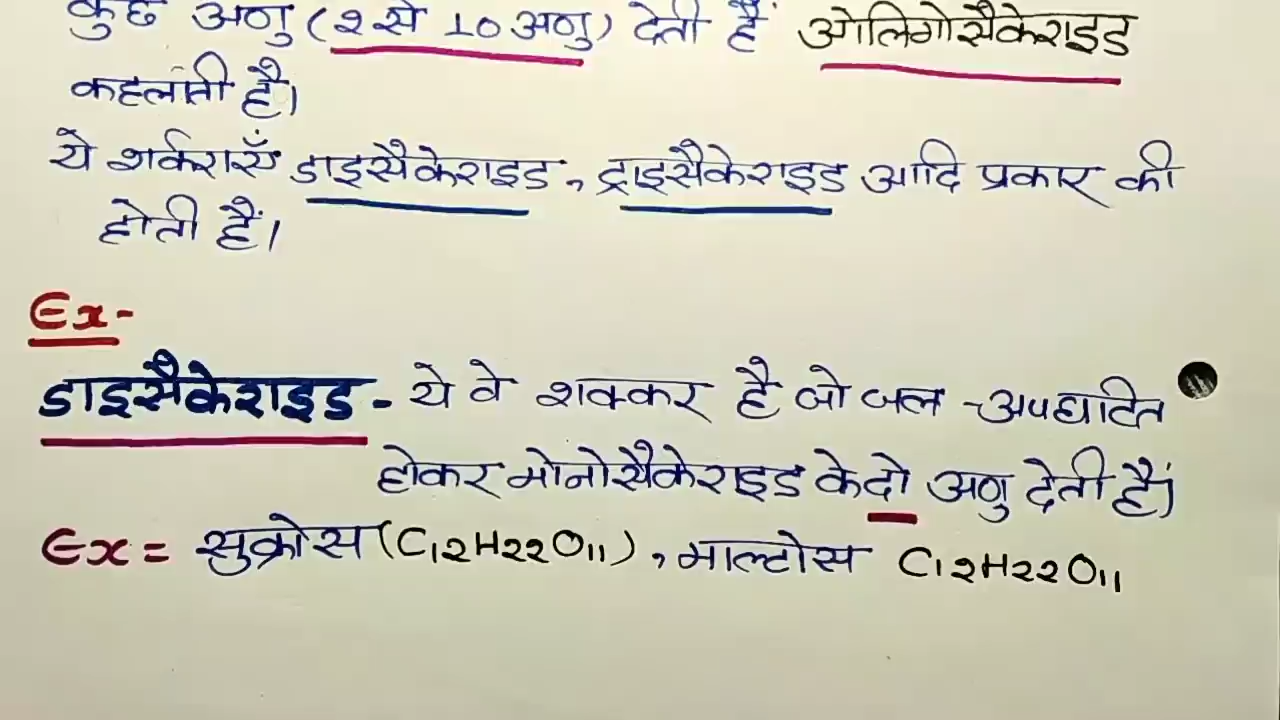 कुछ अणु (2 से 10 अणु) देती हैं ओलिगोसैकेराइड
कहलाती है।
ये शर्कराएँ डाइसैकेराइड, ट्राइसैकेराइड आदि प्रकार की
होती हैं।
Ex-
डाइसैकेराइड - ये वे शक्कर है जो जल -अपघटित
होकर मोनोसैकेराइड के दो अणु देती हैं।
Ex = सुक्रोस (C12H22O11), माल्टोस C12H22O11